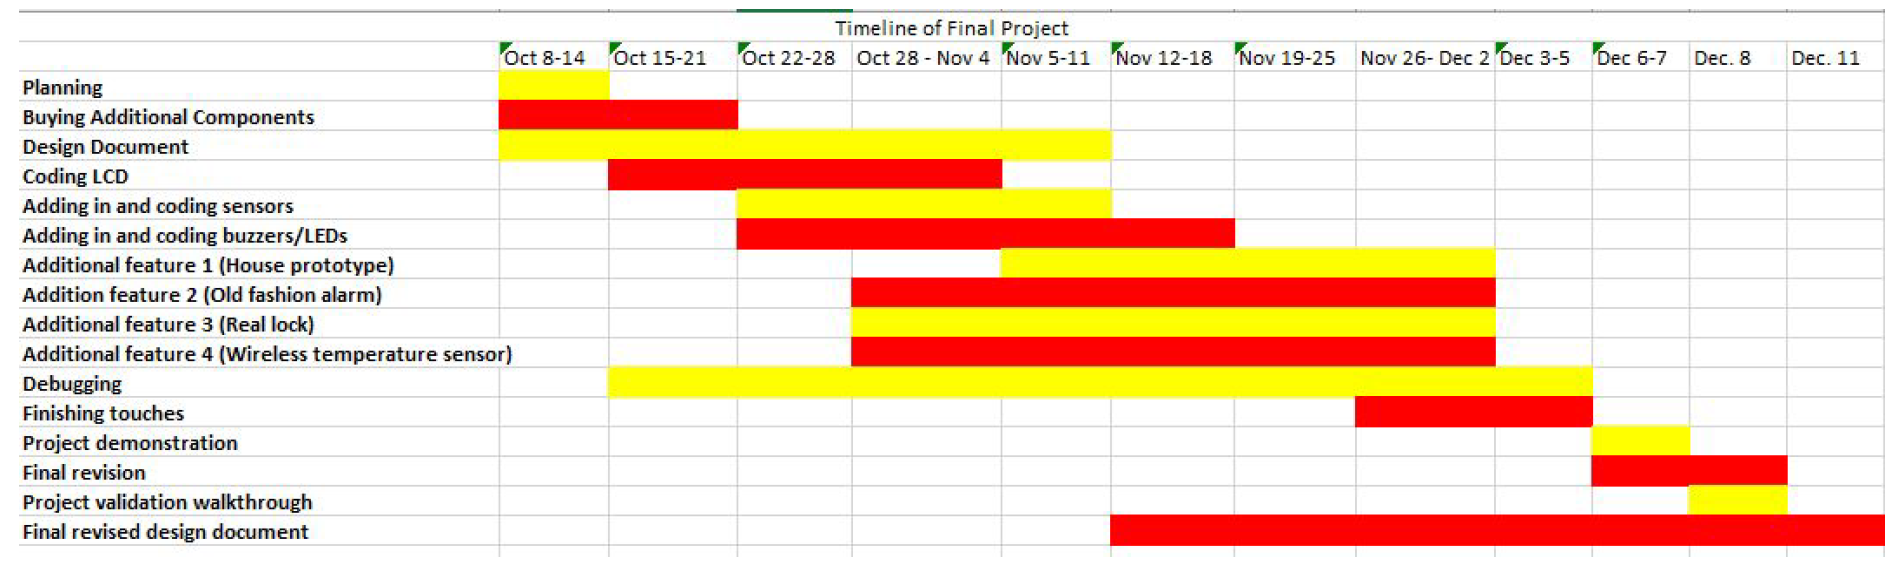 Timeline of Final Project
Oct 8-14 Oct 15-21 Oct 22-28 Oct 28 - Nov 4 Nov 5-11 Nov 12-18 Nov 19-25 Nov 26- Dec 2 Dec 3-5 Dec 6-7 Dec. 8 Dec. 11
Planning
Buying Additional Components
Design Document
Coding LCD
Adding in and coding sensors
Adding in and coding buzzers/LEDs
Additional feature 1 (House prototype)
Addition feature 2 (Old fashion alarm)
Additional feature 3 (Real lock)
Additional feature 4 (Wireless temperature sensor)
Debugging
Finishing touches
Project demonstration
Final revision
Project validation walkthrough
Final revised design document